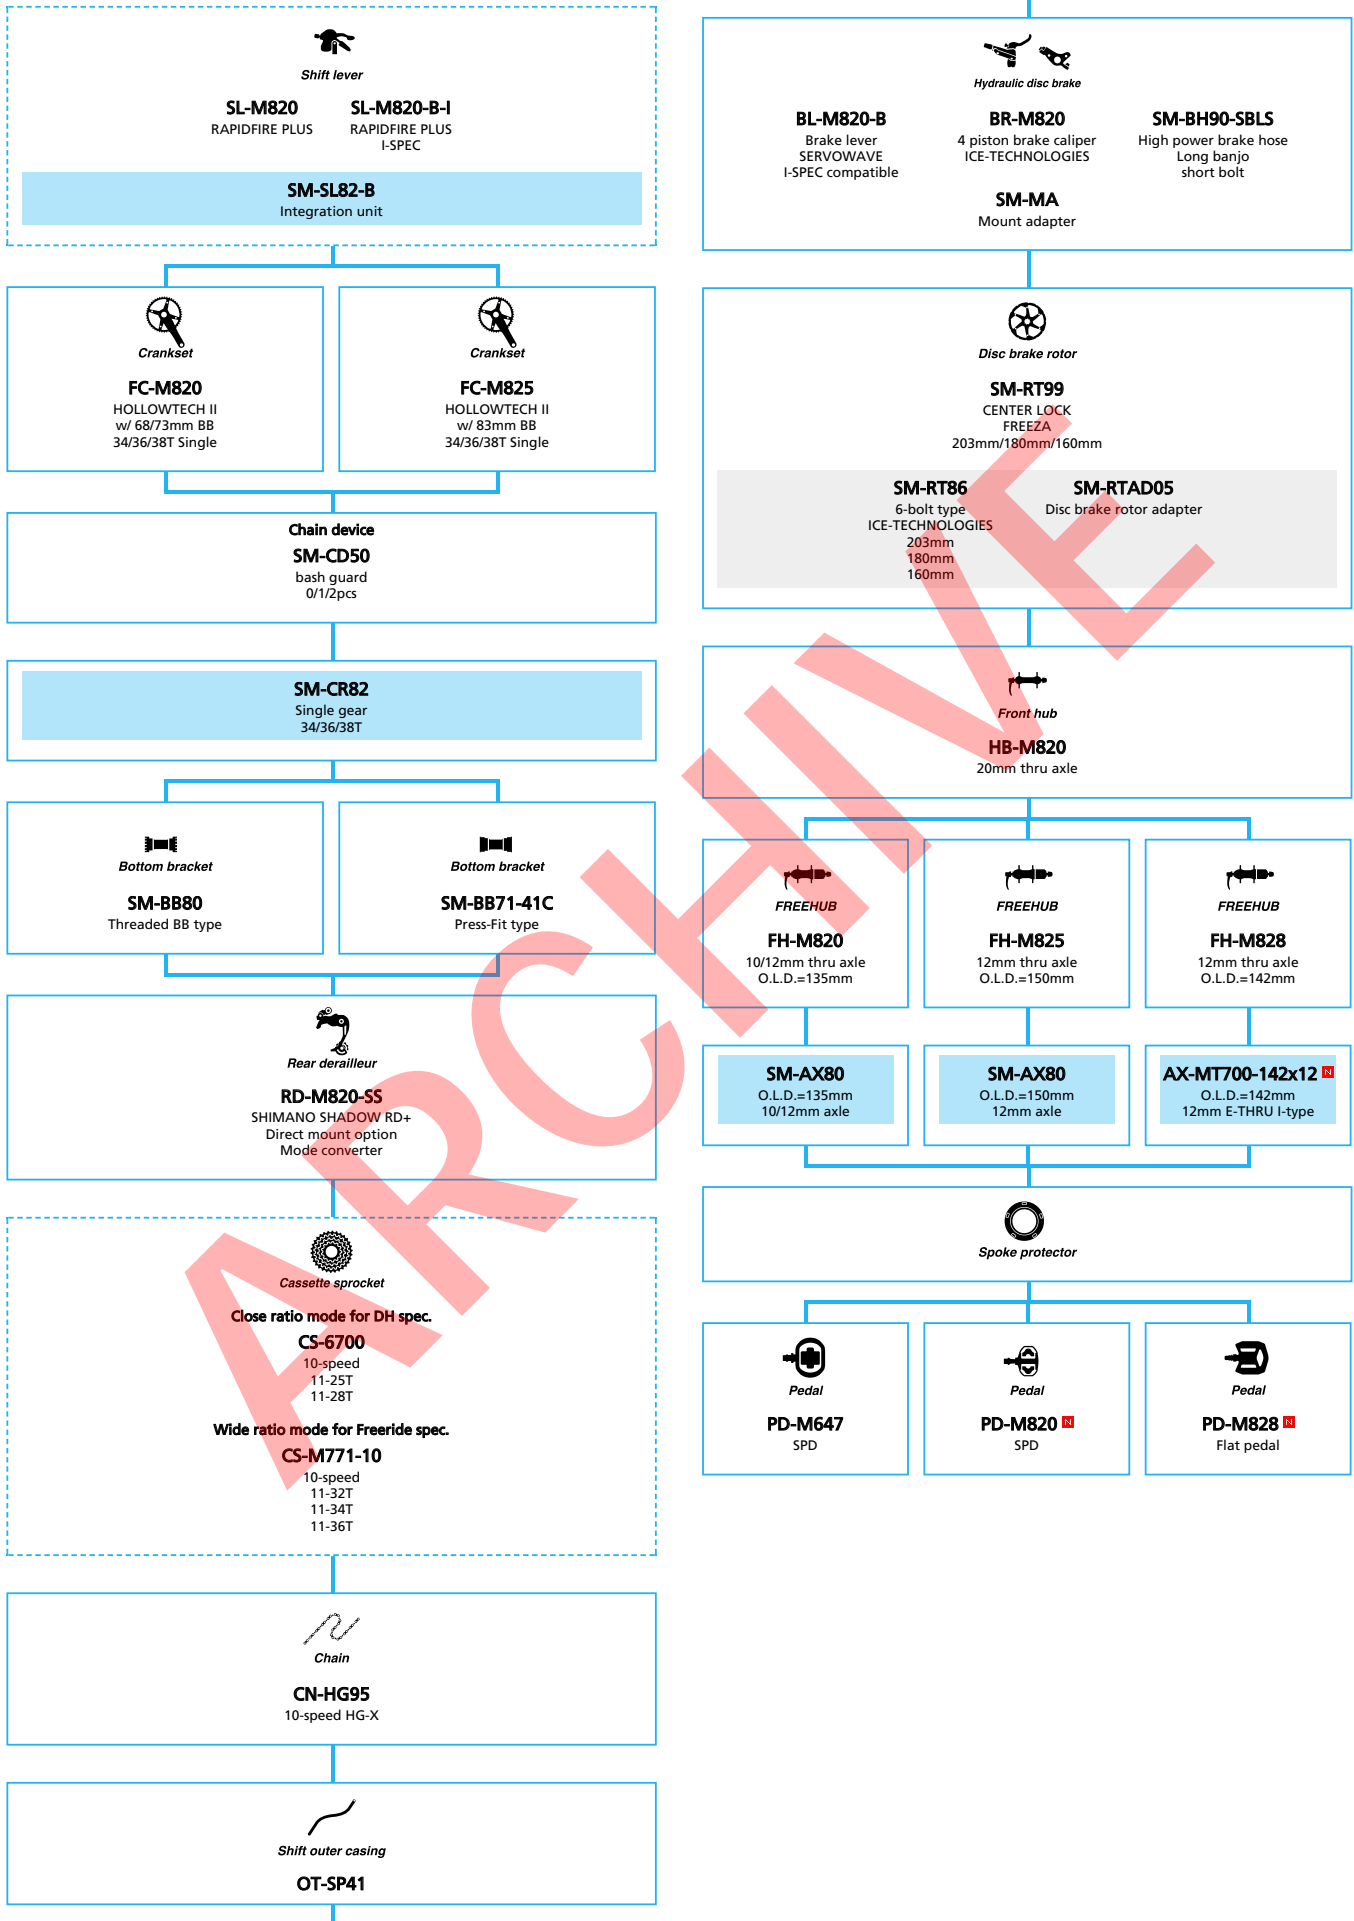 Shift lever
SL-M820
RAPIDFIRE PLUS
SL-M820-B-I
RAPIDFIRE PLUS
I-SPEC
SM-SL82-B
Integration unit
Crankset
FC-M820
HOLLOWTECH II
w/ 68/73mm BB
34/36/38T Single
Crankset
FC-M825
HOLLOWTECH II
w/ 83mm BB
34/36/38T Single
Chain device
SM-CD50
bash guard
0/1/2pcs
SM-CR82
Single gear
34/36/38T
Bottom bracket
SM-BB80
Threaded BB type
Bottom bracket
SM-BB71-41C
Press-Fit type
Rear derailleur
RD-M820-SS
SHIMANO SHADOW RD+
Direct mount option
Mode converter
Cassette sprocket
Close ratio mode for DH spec.
CS-6700
10-speed
11-25T
11-28T
Wide ratio mode for Freeride spec.
CS-M771-10
10-speed
11-32T
11-34T
11-36T
Chain
CN-HG95
10-speed HG-X
Shift outer casing
OT-SP41
Hydraulic disc brake
BL-M820-B
Brake lever
SERVOWAVE
I-SPEC compatible
BR-M820
4 piston brake caliper
ICE-TECHNOLOGIES
SM-BH90-SBLS
High power brake hose
Long banjo
short bolt
SM-MA
Mount adapter
Disc brake rotor
SM-RT99
CENTER LOCK
FREEZA
203mm/180mm/160mm
SM-RT86
6-bolt type
ICE-TECHNOLOGIES
203mm
180mm
160mm
SM-RTAD05
Disc brake rotor adapter
Front hub
HB-M820
20mm thru axle
FREEHUB
FH-M820
10/12mm thru axle
O.L.D.=135mm
FREEHUB
FH-M825
12mm thru axle
O.L.D.=150mm
FREEHUB
FH-M828
12mm thru axle
O.L.D.=142mm
SM-AX80
O.L.D.=135mm
10/12mm axle
SM-AX80
O.L.D.=150mm
12mm axle
AX-MT700-142x12 N
O.L.D.=142mm
12mm E-THRU I-type
Spoke protector
Pedal
PD-M647
SPD
Pedal
PD-M820 N
SPD
Pedal
PD-M828 N
Flat pedal
ARCHIVE